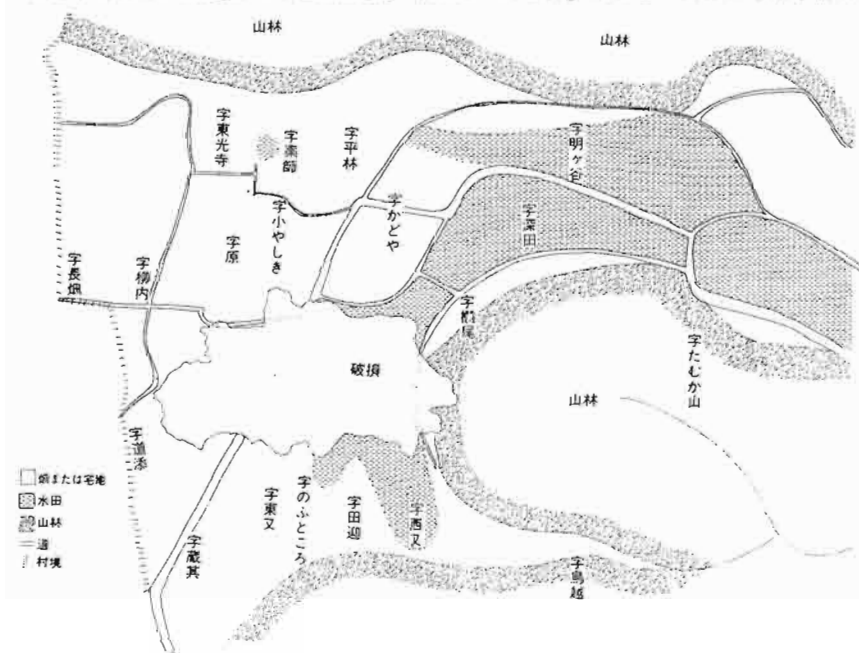 山林
山林
字東光寺
字薬師
字平林
字明ヶ谷
字かどや
字深田
字小やしき
字原
字長畑
字柳内
字鶴尾
破損
字たむか山
山林
字道添
字のふところ
字東又
字田迎
字西又
字蔵其
字鳥越
畑または宅地
水田
山林
道
村境